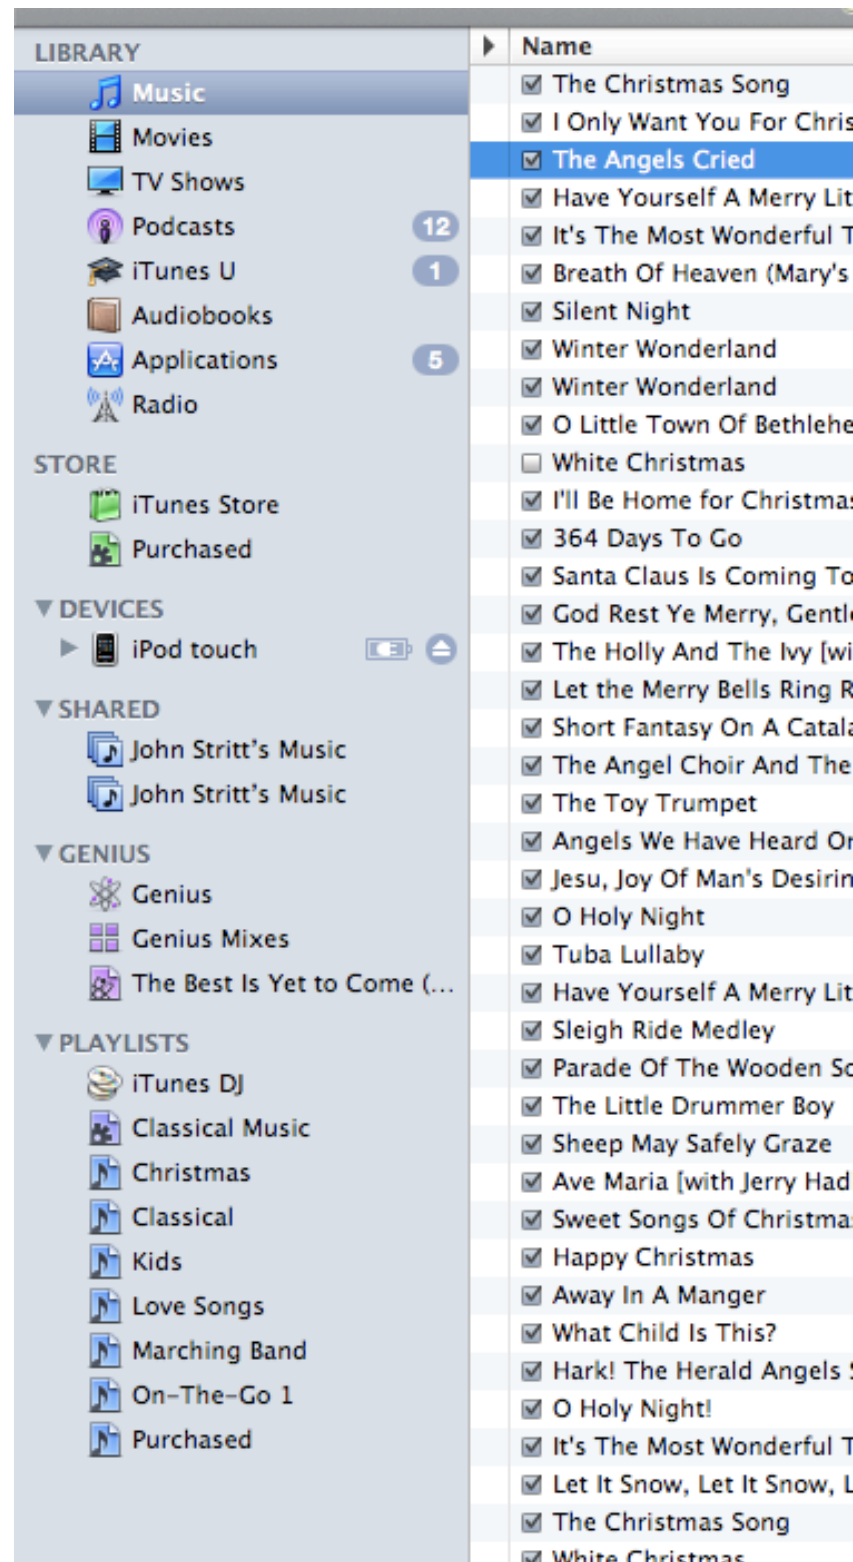 LIBRARY
Music
Movies
TV Shows
Podcasts 12
iTunes U 1
Audiobooks
Applications 5
Radio
STORE
iTunes Store
Purchased
DEVICES
iPod touch
SHARED
John Stritt's Music
John Stritt's Music
GENIUS
Genius
Genius Mixes
The Best Is Yet to Come (...
PLAYLISTS
iTunes DJ
Classical Music
Christmas
Classical
Kids
Love Songs
Marching Band
On-The-Go 1
Purchased
Name
The Christmas Song
I Only Want You For Chris
The Angels Cried
Have Yourself A Merry Lit
It's The Most Wonderful T
Breath Of Heaven (Mary's
Silent Night
Winter Wonderland
Winter Wonderland
O Little Town Of Bethlehe
White Christmas
I'll Be Home for Christmas
364 Days To Go
Santa Claus Is Coming To
God Rest Ye Merry, Gentle
The Holly And The Ivy [wi
Let the Merry Bells Ring R
Short Fantasy On A Catala
The Angel Choir And The
The Toy Trumpet
Angels We Have Heard On
Jesu, Joy Of Man's Desirin
O Holy Night
Tuba Lullaby
Have Yourself A Merry Lit
Sleigh Ride Medley
Parade Of The Wooden So
The Little Drummer Boy
Sheep May Safely Graze
Ave Maria [with Jerry Had
Sweet Songs Of Christmas
Happy Christmas
Away In A Manger
What Child Is This?
Hark! The Herald Angels S
O Holy Night!
It's The Most Wonderful T
Let It Snow, Let It Snow, L
The Christmas Song
White Christmas